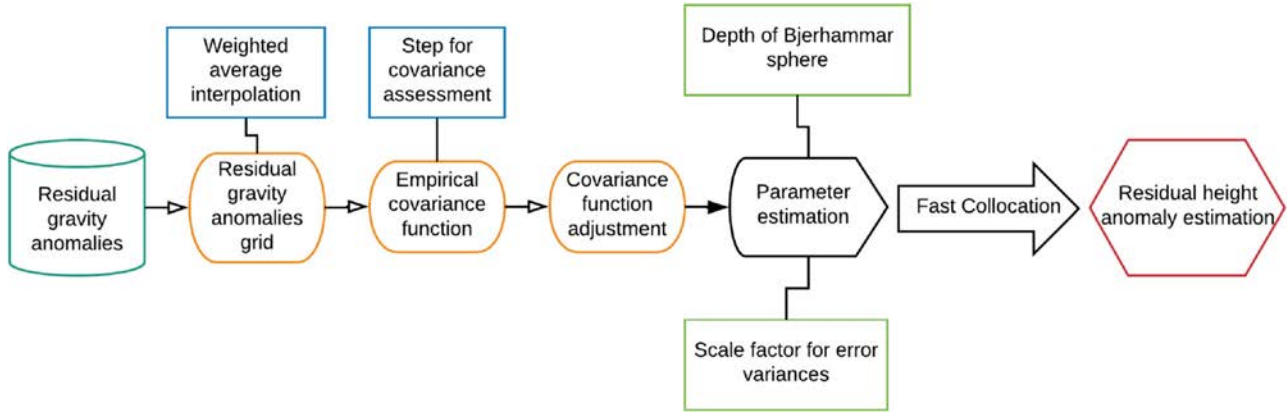 Weighted
average
interpolation
Step for
covariance
assessment
Depth of Bjerhammar
sphere
Residual
gravity
anomalies
Residual
gravity
anomalies
grid
Empirical
covariance
function
Covariance
function
adjustment
Parameter
estimation
Fast Collocation
Residual height
anomaly estimation
Scale factor for error
variances